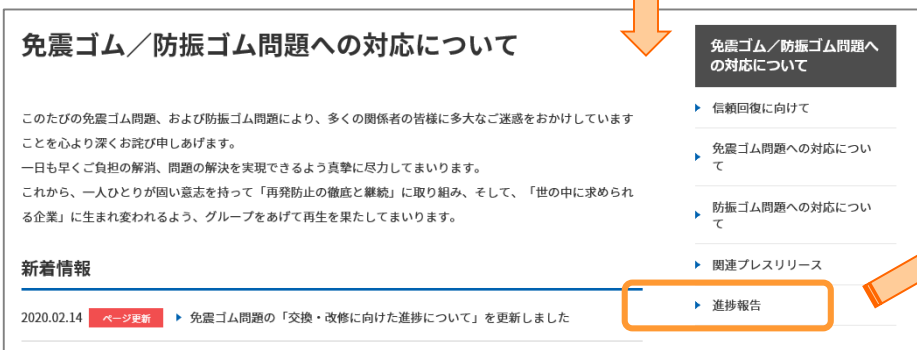 免震ゴム／防振ゴム問題への対応について
このたびの免震ゴム問題、および防振ゴム問題により、多くの関係者の皆様に多大なご迷惑をおかけしています
ことを心より深くお詫び申しあげます。
一日も早くご負担の解消、問題の解決を実現できるよう真摯に尽力してまいります。
これから、一人ひとりが固い意志を持って「再発防止の徹底と継続」に取り組み、そして、「世の中に求められ
る企業」に生まれ変われるよう、グループをあげて再生を果たしてまいります。
新着情報
2020.02.14 ページ更新 免震ゴム問題の「交換・改修に向けた進捗について」を更新しました
免震ゴム／防振ゴム問題へ
の対応について
信頼回復に向けて
免震ゴム問題への対応につい
て
防振ゴム問題への対応につい
て
関連プレスリリース
進捗報告